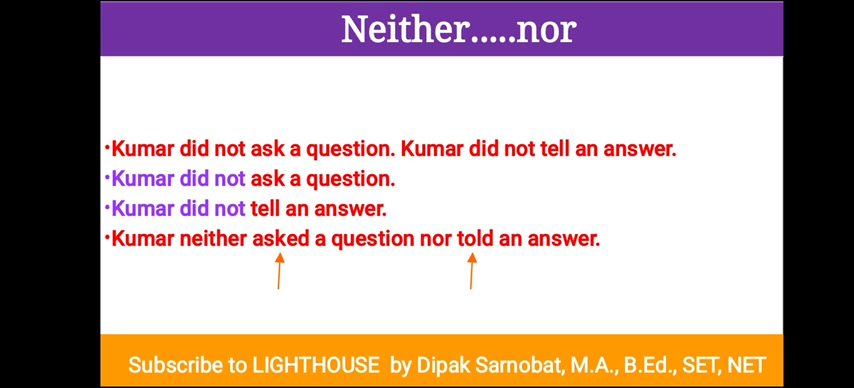 Neither.....nor
•Kumar did not ask a question. Kumar did not tell an answer.
•Kumar did not ask a question.
•Kumar did not tell an answer.
•Kumar neither asked a question nor told an answer.
Subscribe to LIGHTHOUSE by Dipak Sarnobat, M.A., B.Ed., SET, NET